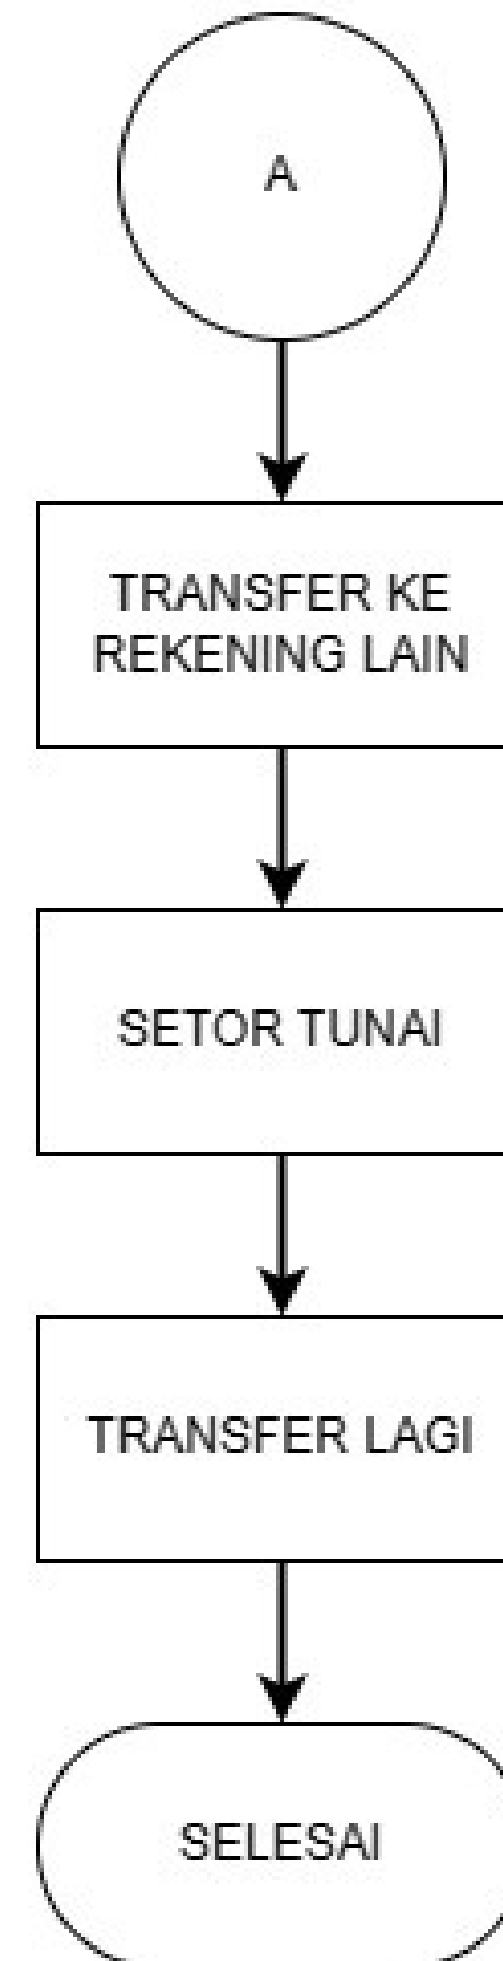 A
TRANSFER KE
REKENING LAIN
SETOR TUNAI
TRANSFER LAGI
SELESAI